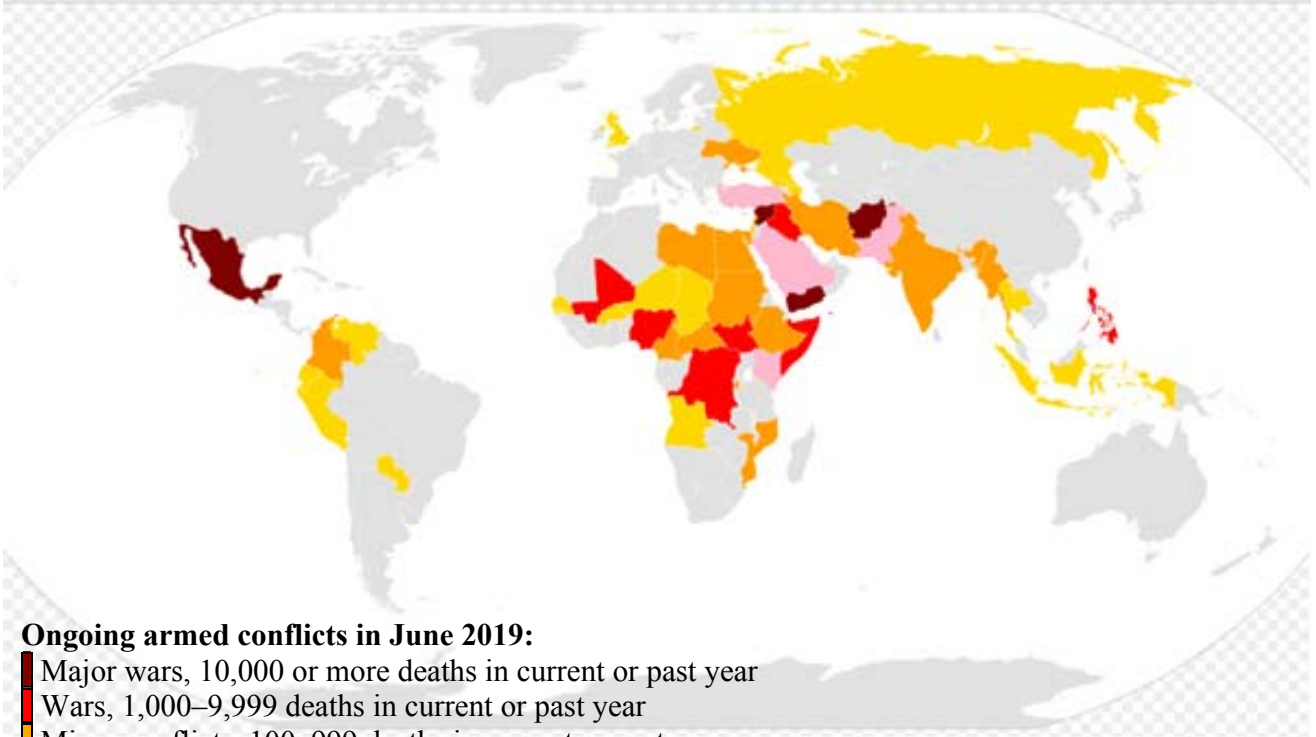 Ongoing armed conflicts in June 2019:
Major wars, 10,000 or more deaths in current or past year
Wars, 1,000–9,999 deaths in current or past year